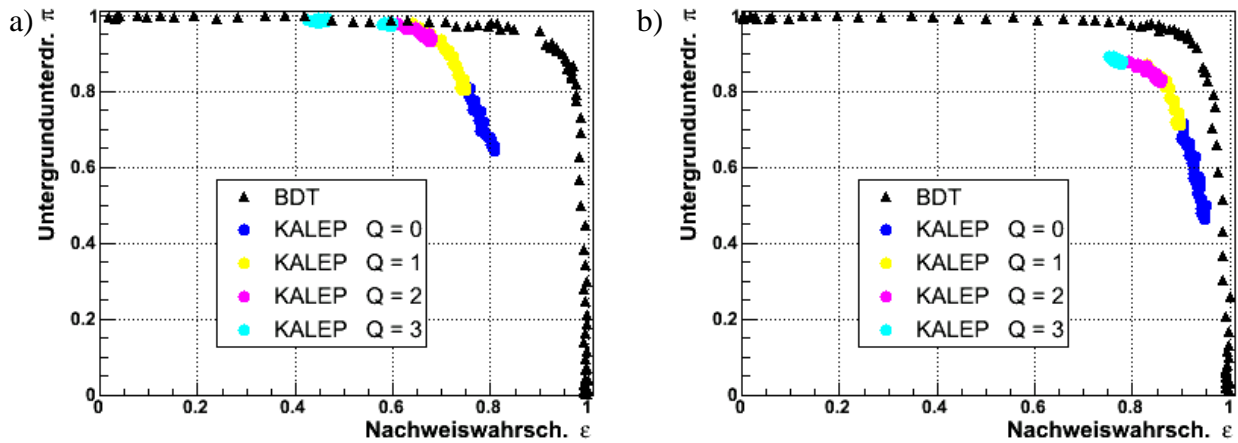 a)
Untergrundunterdr. π
1
0.8
0.6
0.4
0.2
0
BDT
KALEP Q = 0
KALEP Q = 1
KALEP Q = 2
KALEP Q = 3
0 0.2 0.4 0.6 0.8 1
Nachweiswahrsch. ε
b)
Untergrundunterdr. π
1
0.8
0.6
0.4
0.2
0
BDT
KALEP Q = 0
KALEP Q = 1
KALEP Q = 2
KALEP Q = 3
0 0.2 0.4 0.6 0.8 1
Nachweiswahrsch. ε